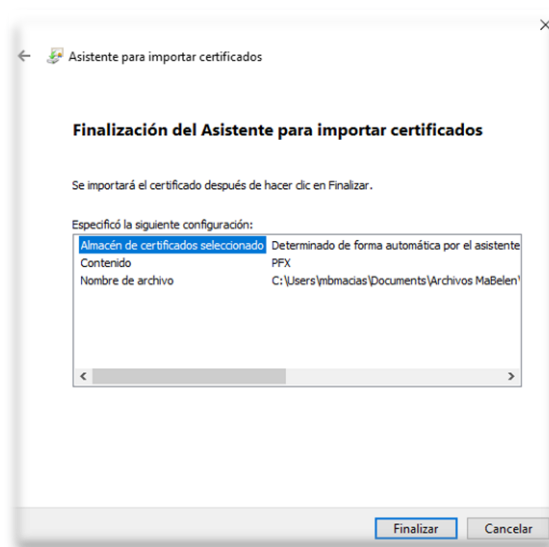 Asistente para importar certificados
Finalización del Asistente para importar certificados
Se importará el certificado después de hacer clic en Finalizar.
Especificó la siguiente configuración:
Almacén de certificados seleccionado Determinado de forma automática por el asistente
Contenido PFX
Nombre de archivo C:\Users\mbmacias\Documents\Archivos MaBelen\
Finalizar Cancelar